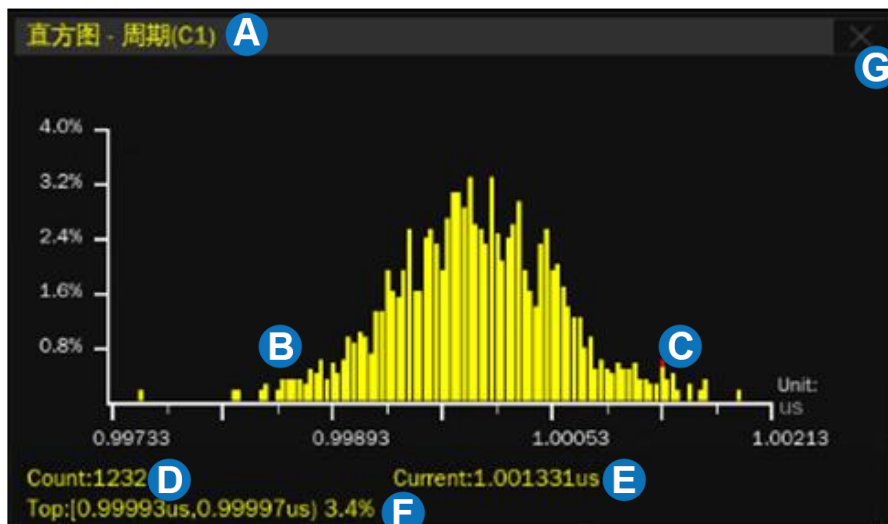 直方图 - 周期(C1) A
G
4.0%
3.2%
2.4%
1.6%
0.8%
B
C
Unit:
us
0.99733 0.99893 1.00053 1.00213
Count:1232 D Current:1.001331us E
Top:[0.99993us,0.99997us) 3.4% F